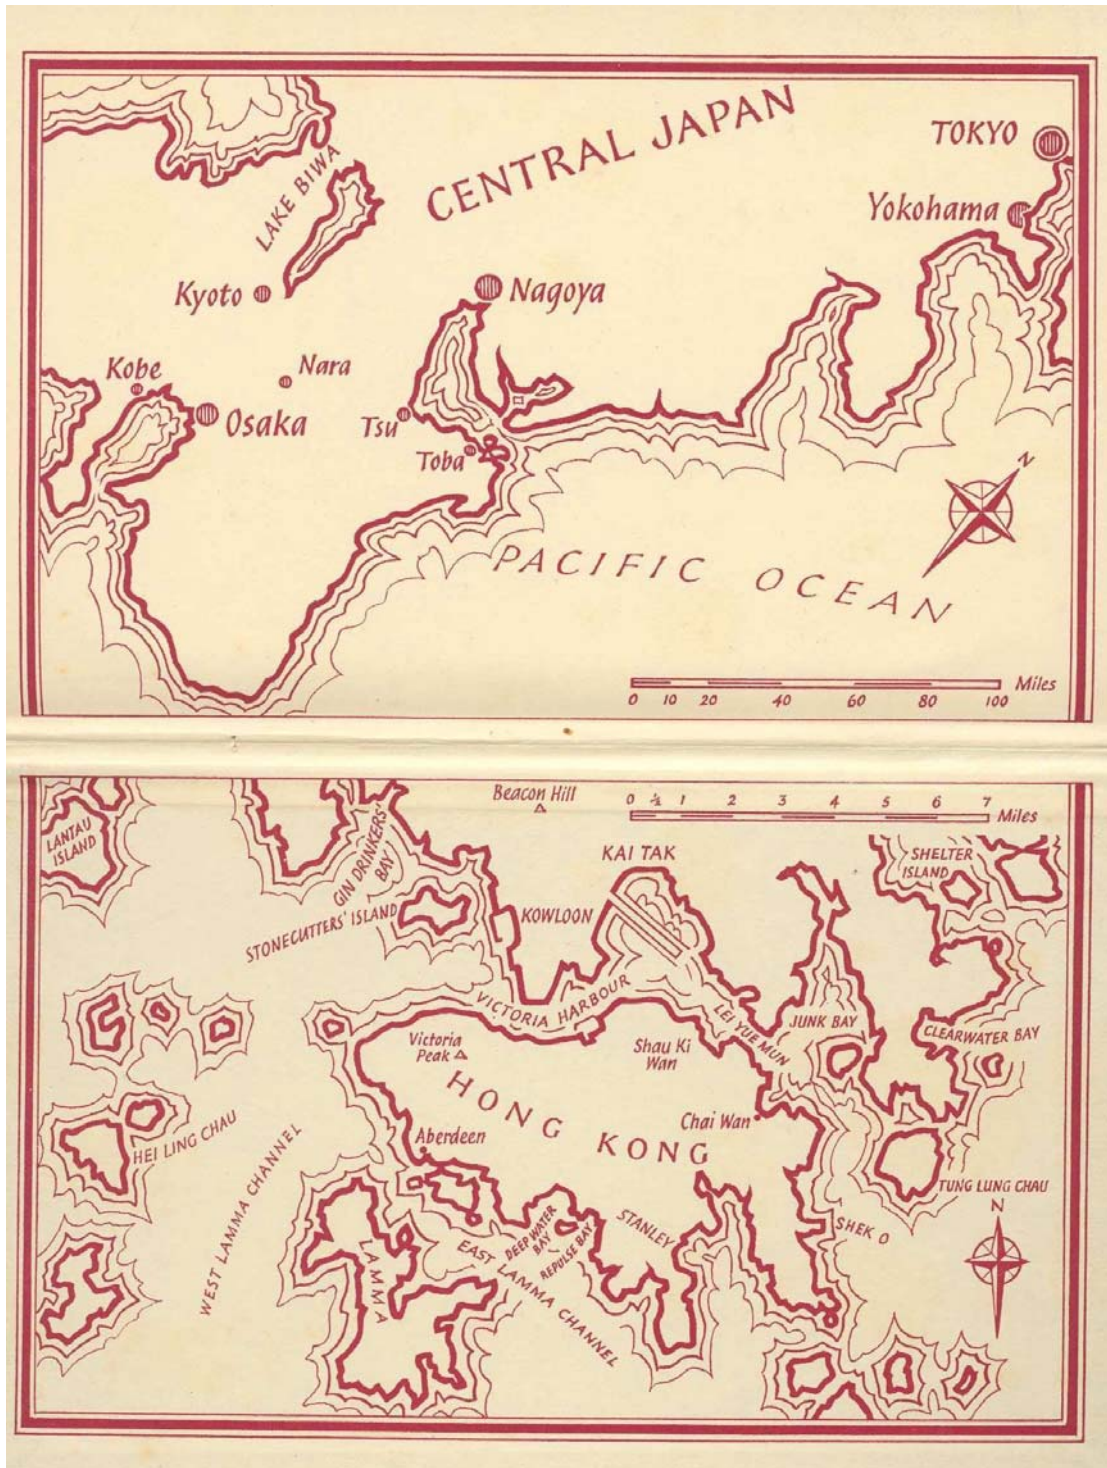 CENTRAL JAPAN
TOKYO
LAKE BIWA
Yokohama
Kyoto
Nagoya
Kobe
Nara
Osaka
Tsu
Toba
N
PACIFIC OCEAN
Miles
0 10 20 40 60 80 100
Beacon Hill
0 ½ 1 2 3 4 5 6 7
Miles
LANTAU
ISLAND
GIN DRINKERS'
BAY
KAI TAK
SHELTER
ISLAND
STONECUTTERS' ISLAND
KOWLOON
VICTORIA HARBOUR
LEI YUE MUN
JUNK BAY
CLEARWATER BAY
Victoria
Peak
Shau Ki
Wan
HONG KONG
Chai Wan
HEI LING CHAU
Aberdeen
WEST LAMMA CHANNEL
TUNG LUNG CHAU
N
LAMMA
EAST LAMMA CHANNEL
DEEP WATER
BAY
REPULSE BAY
STANLEY
SHEK O